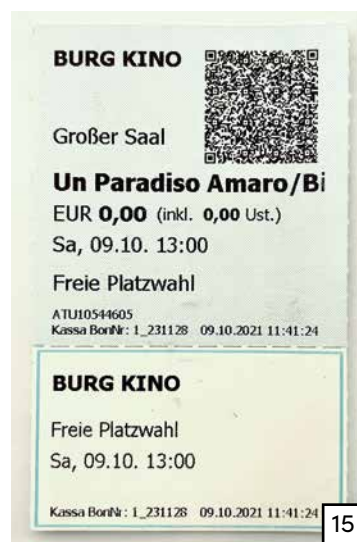 BURG KINO
Großer Saal
Un Paradiso Amaro/Bi
EUR 0,00 (inkl. 0,00 Ust.)
Sa, 09.10. 13:00
Freie Platzwahl
ATU10544605
Kassa BonNr: 1_231128 09.10.2021 11:41:24
BURG KINO
Freie Platzwahl
Sa, 09.10. 13:00
Kassa BonNr: 1_231128 09.10.2021 11:41:24
15